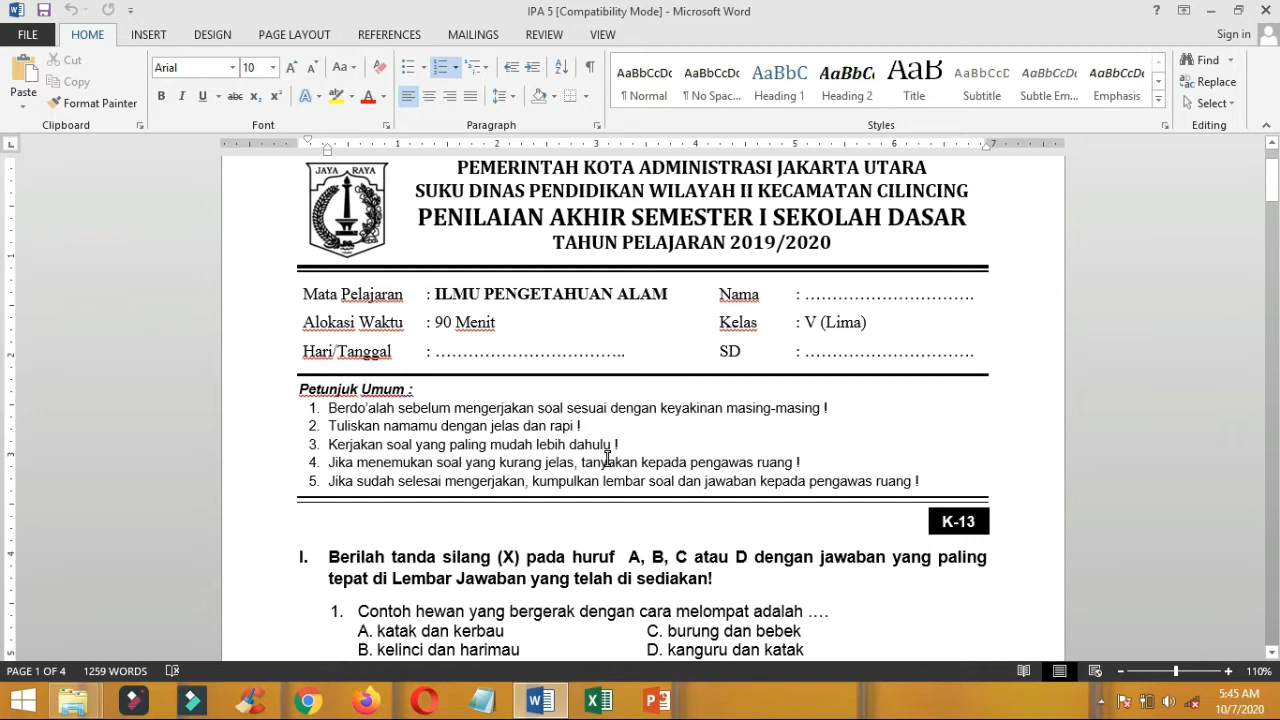 IPA 5 [Compatibility Mode] - Microsoft Word
FILE HOME INSERT DESIGN PAGE LAYOUT REFERENCES MAILINGS REVIEW VIEW Sign in
Paste
Cut
Copy
Format Painter
Arial 10
AaBbCcDc AaBbCcDc AaBbC AaBbCc AaB AaBbCcDc AaBbCcDc AaBbCcDc
¶ Normal ¶ No Spac... Heading 1 Heading 2 Title Subtitle Subtle Em... Emphasis
Find
Replace
Select
Clipboard Font Paragraph Styles Editing
1 2 3 4 5 6 7
JAYA RAYA
PEMERINTAH KOTA ADMINISTRASI JAKARTA UTARA
SUKU DINAS PENDIDIKAN WILAYAH II KECAMATAN CILINCING
PENILAIAN AKHIR SEMESTER I SEKOLAH DASAR
TAHUN PELAJARAN 2019/2020
Mata Pelajaran : ILMU PENGETAHUAN ALAM Nama : ………………………….
Alokasi Waktu : 90 Menit Kelas : V (Lima)
Hari/Tanggal : …………………………….. SD : ………………………….
Petunjuk Umum :
1. Berdo'alah sebelum mengerjakan soal sesuai dengan keyakinan masing-masing !
2. Tuliskan namamu dengan jelas dan rapi !
3. Kerjakan soal yang paling mudah lebih dahulu !
4. Jika menemukan soal yang kurang jelas, tanyakan kepada pengawas ruang !
5. Jika sudah selesai mengerjakan, kumpulkan lembar soal dan jawaban kepada pengawas ruang !
K-13
I. Berilah tanda silang (X) pada huruf A, B, C atau D dengan jawaban yang paling
tepat di Lembar Jawaban yang telah di sediakan!
1. Contoh hewan yang bergerak dengan cara melompat adalah ….
A. katak dan kerbau C. burung dan bebek
B. kelinci dan harimau D. kanguru dan katak
PAGE 1 OF 4 1259 WORDS 110%
5:45 AM
10/7/2020